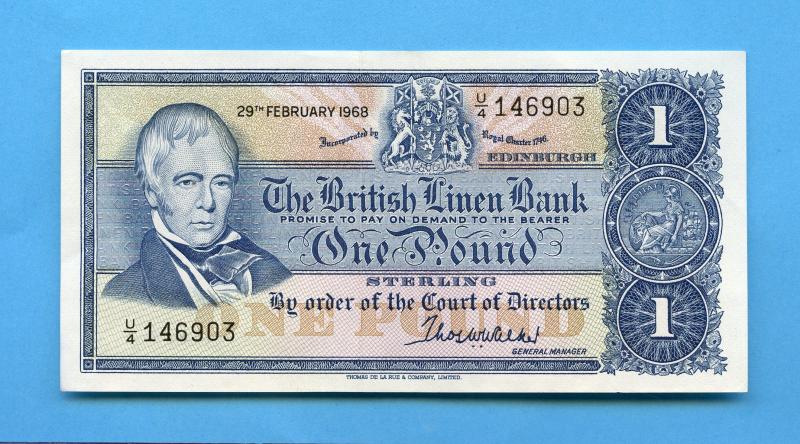 29TH FEBRUARY 1968
U/4 146903
Incorporated by Royal Charter 1746.
EDINBURGH
The British Linen Bank
PROMISE TO PAY ON DEMAND TO THE BEARER
One Pound
STERLING
By order of the Court of Directors
ONE POUND
U/4 146903
Thos W Walker
GENERAL MANAGER
THOMAS DE LA RUE & COMPANY, LIMITED.
1
1